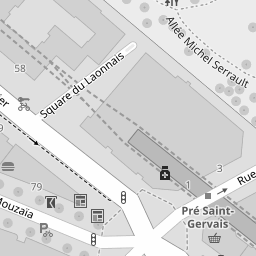 Allée Michel Serrault
58
Square du Laonnais
er
79
1
3
Rue
Pré Saint-
Gervais
Mouzaïa